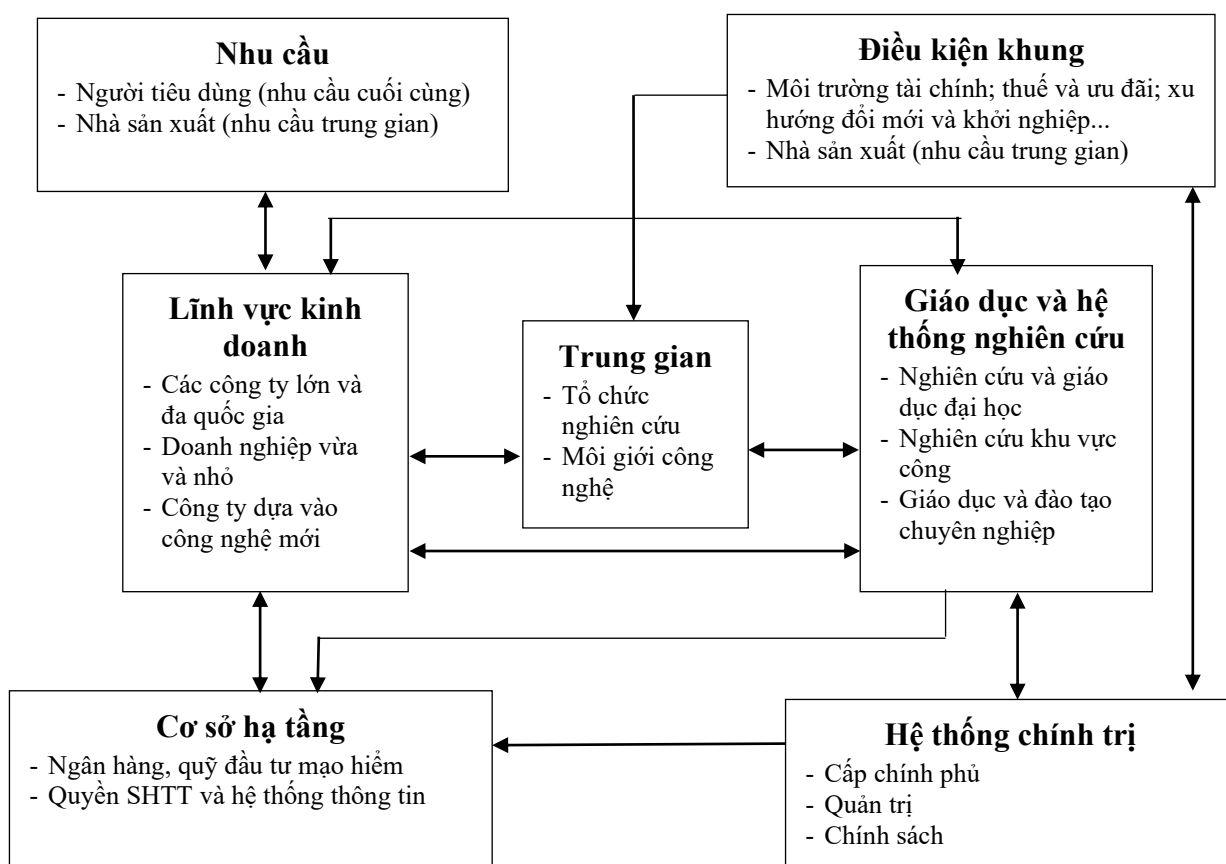 Nhu cầu
- Người tiêu dùng (nhu cầu cuối cùng)
- Nhà sản xuất (nhu cầu trung gian)
Điều kiện khung
- Môi trường tài chính; thuế và ưu đãi; xu
hướng đổi mới và khởi nghiệp...
- Nhà sản xuất (nhu cầu trung gian)
Lĩnh vực kinh
doanh
- Các công ty lớn và
đa quốc gia
- Doanh nghiệp vừa
và nhỏ
- Công ty dựa vào
công nghệ mới
Trung gian
- Tổ chức
nghiên cứu
- Môi giới công
nghệ
Giáo dục và hệ
thống nghiên cứu
- Nghiên cứu và giáo
dục đại học
- Nghiên cứu khu vực
công
- Giáo dục và đào tạo
chuyên nghiệp
Cơ sở hạ tầng
- Ngân hàng, quỹ đầu tư mạo hiểm
- Quyền SHTT và hệ thống thông tin
Hệ thống chính trị
- Cấp chính phủ
- Quản trị
- Chính sách